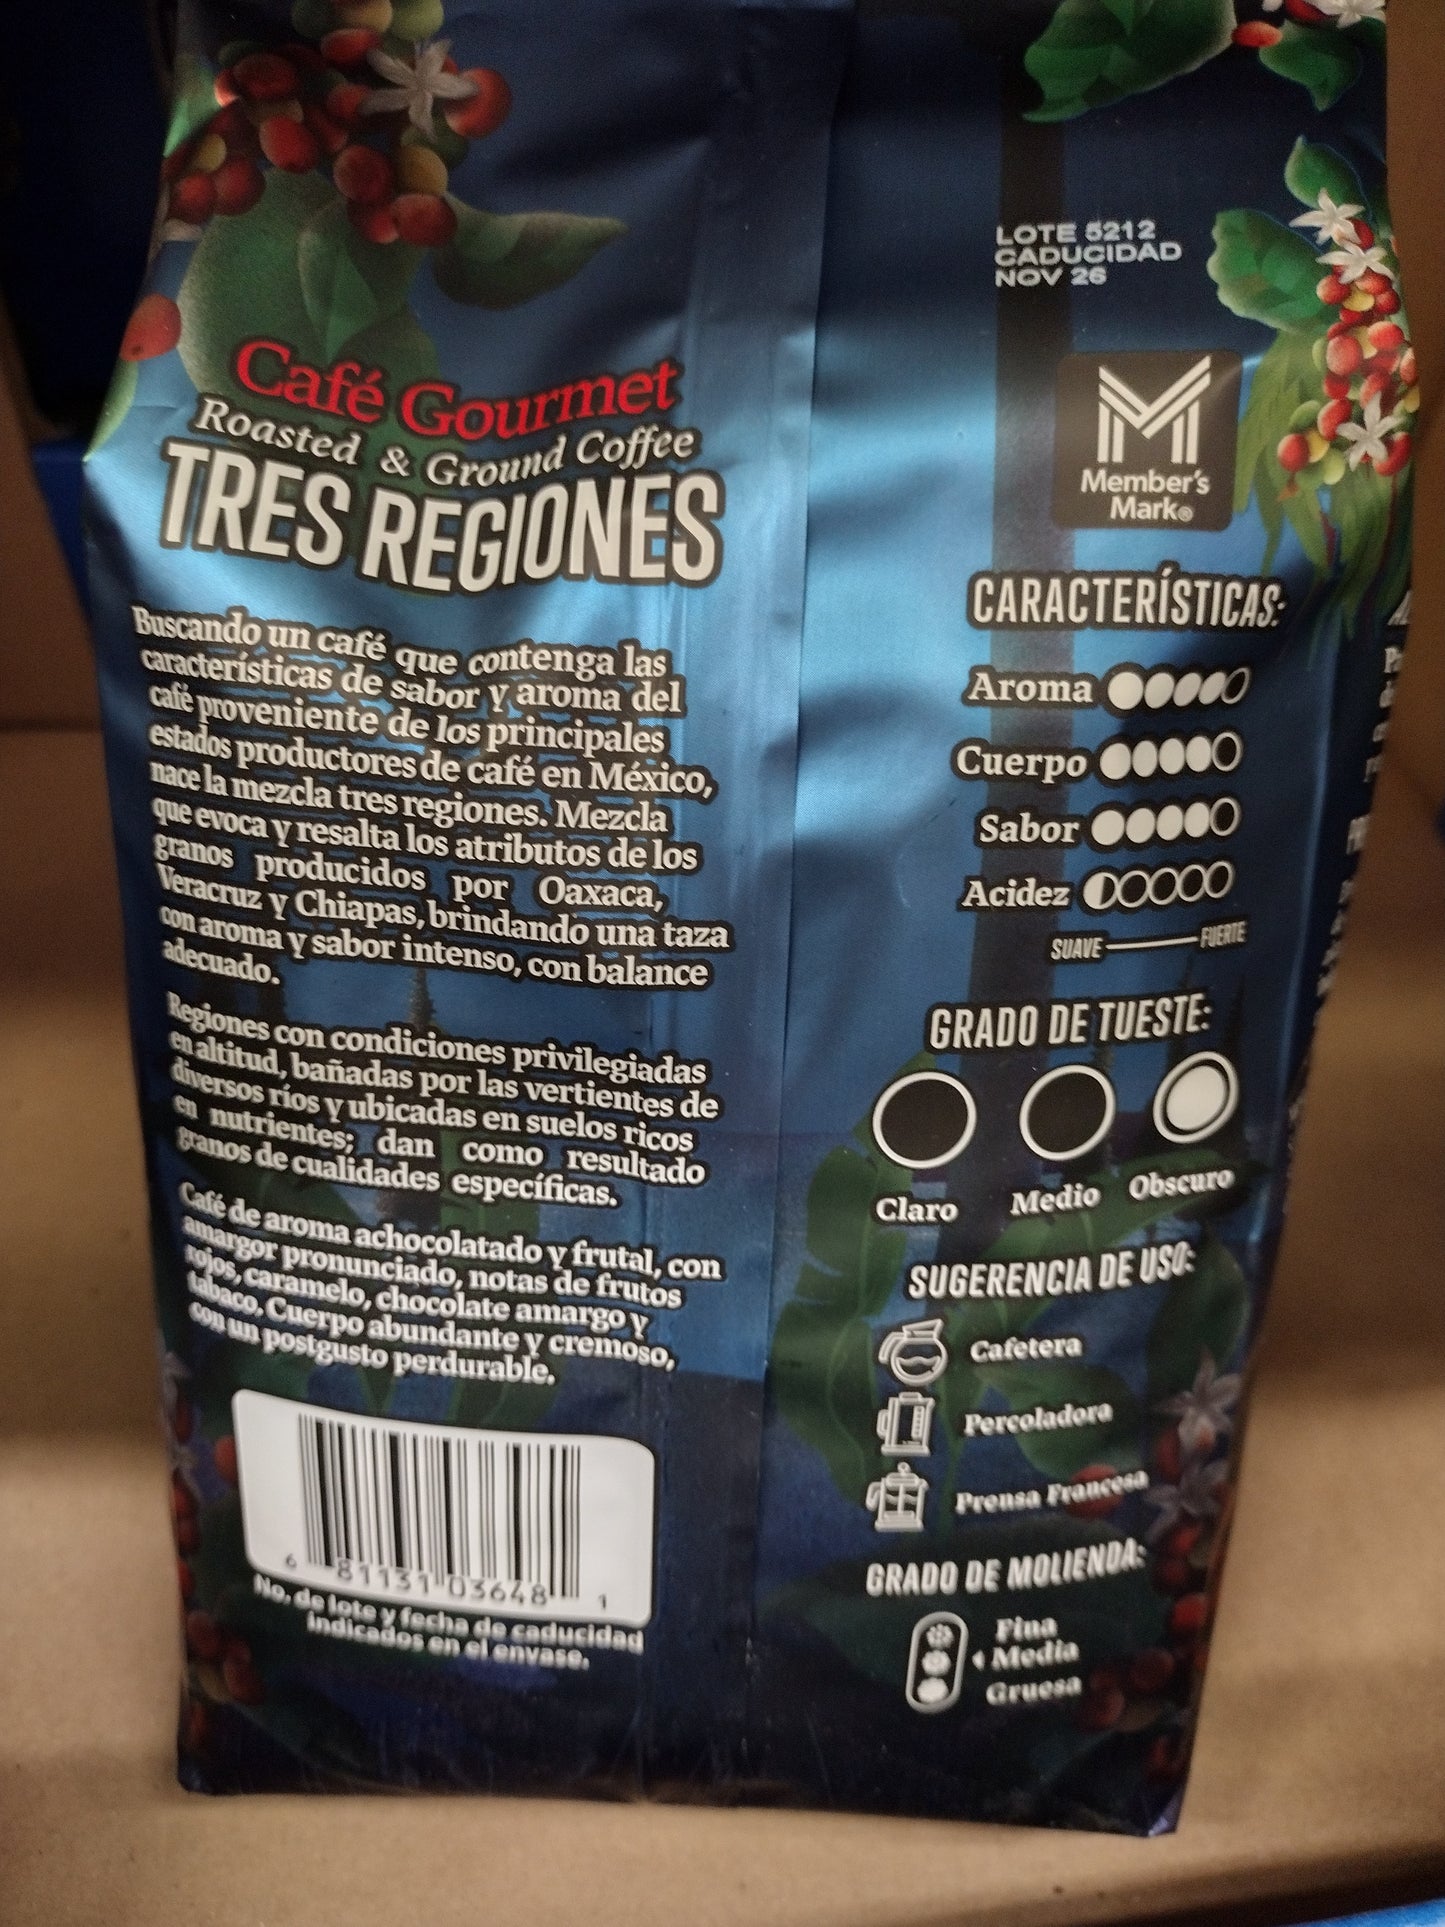 LOTE 5212
CADUCIDAD
NOV 26
Café Gourmet
Roasted & Ground Coffee
TRES REGIONES
Buscando un café que contenga las
características de sabor y aroma del
café proveniente de los principales
estados productores de café en México,
nace la mezcla tres regiones. Mezcla
que evoca y resalta los atributos de los
granos producidos por Oaxaca,
Veracruz y Chiapas, brindando una taza
con aroma y sabor intenso, con balance
adecuado.
Regiones con condiciones privilegiadas
en altitud, bañadas por las vertientes de
diversos ríos y ubicadas en suelos ricos
en nutrientes; dan como resultado
granos de cualidades específicas.
Café de aroma achocolatado y frutal, con
amargor pronunciado, notas de frutos
rojos, caramelo, chocolate amargo y
tabaco. Cuerpo abundante y cremoso,
con un postgusto perdurable.
6 81131 03648 1
No. de lote y fecha de caducidad
indicados en el envase.
M
Member's
Mark®
CARACTERÍSTICAS:
Aroma
Cuerpo
Sabor
Acidez
SUAVE FUERTE
GRADO DE TUESTE:
Claro Medio Obscuro
SUGERENCIA DE USO:
Cafetera
Percoladora
Prensa Francesa
GRADO DE MOLIENDA:
Fina
Media
Gruesa